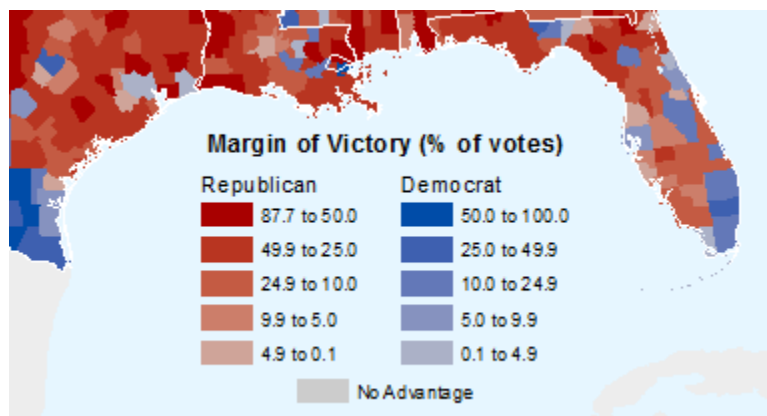 Margin of Victory (% of votes)
Republican Democrat
87.7 to 50.0 50.0 to 100.0
49.9 to 25.0 25.0 to 49.9
24.9 to 10.0 10.0 to 24.9
9.9 to 5.0 5.0 to 9.9
4.9 to 0.1 0.1 to 4.9
No Advantage